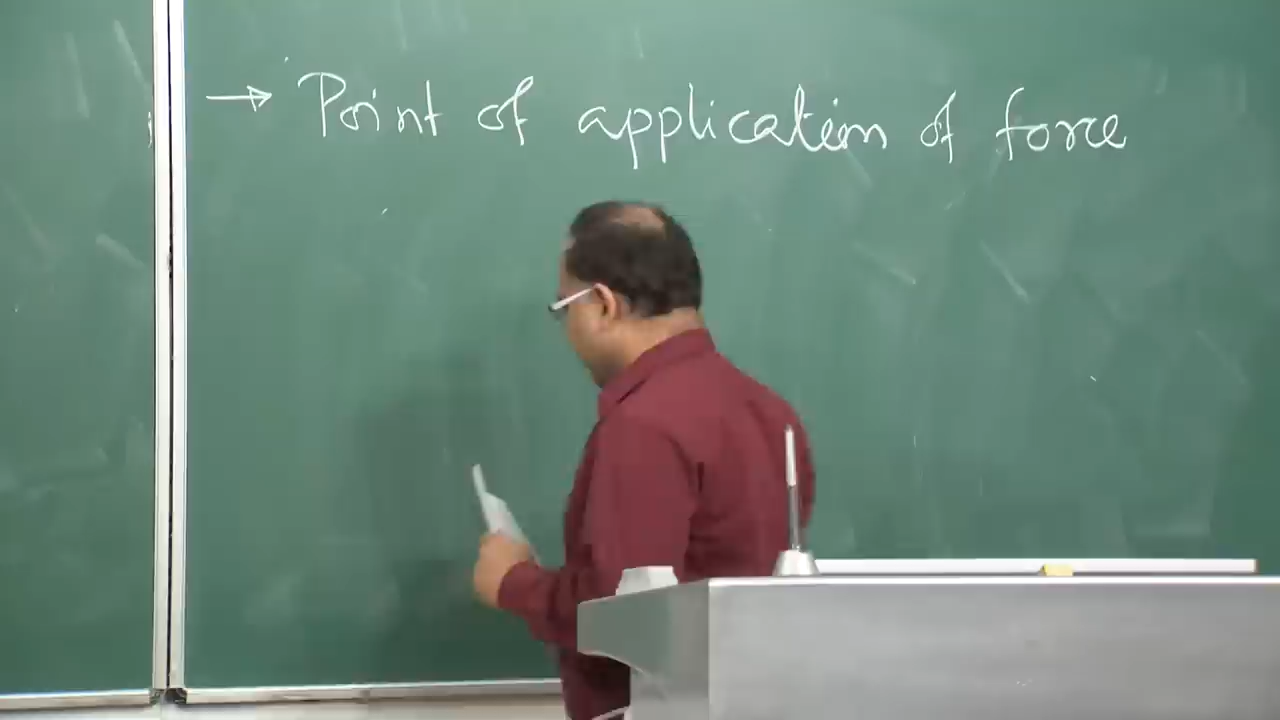 → Point of application of force